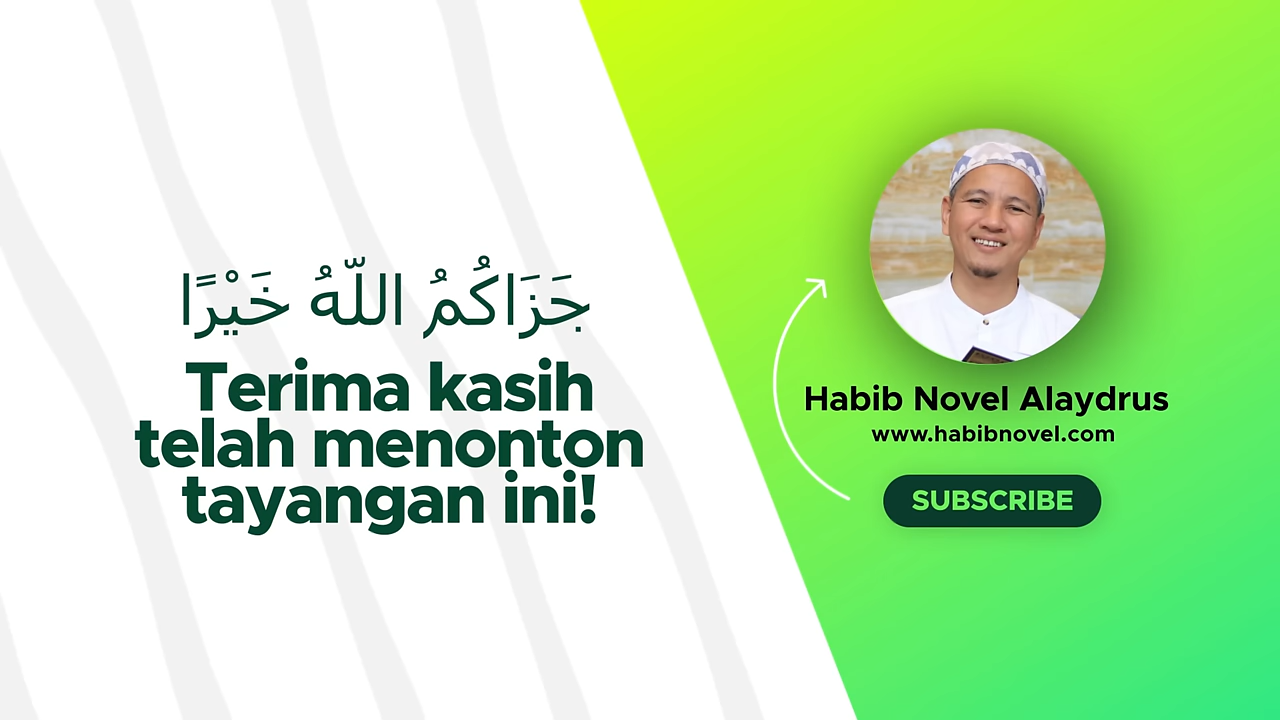 جَزَاكُمُ اللّهُ خَيْرًا
Terima kasih
telah menonton
tayangan ini!
Habib Novel Alaydrus
www.habibnovel.com
SUBSCRIBE